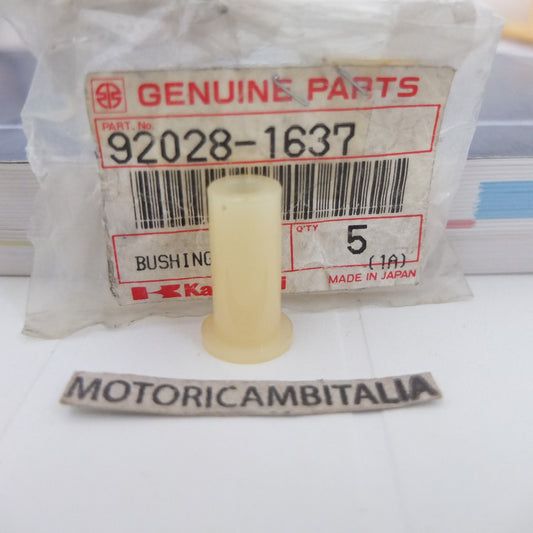 GENUINE PARTS
PART. No.
92028-1637
BUSHING
Q'TY
5
(1A)
MADE IN JAPAN
MOTORICAMBITALIA